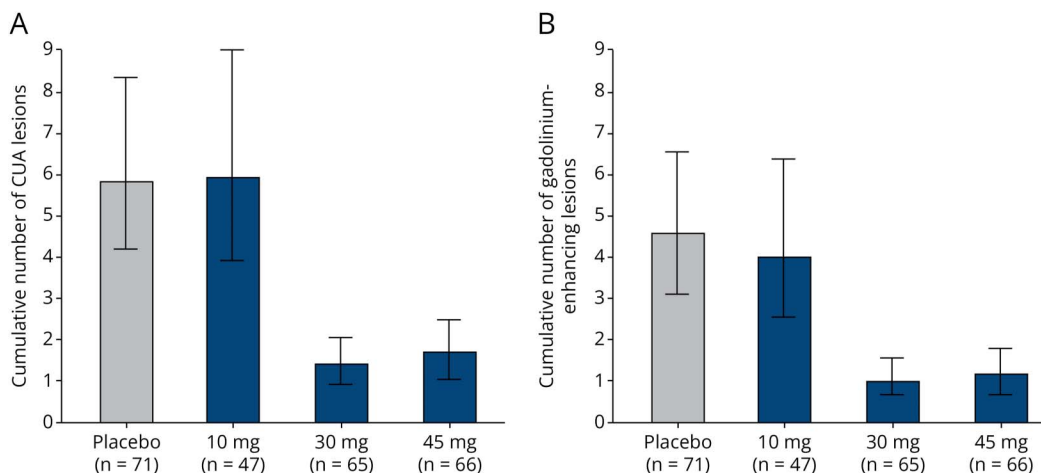 A
Cumulative number of CUA lesions
9
8
7
6
5
4
3
2
1
0
Placebo
(n = 71)
10 mg
(n = 47)
30 mg
(n = 65)
45 mg
(n = 66)
B
Cumulative number of gadolinium-
enhancing lesions
9
8
7
6
5
4
3
2
1
0
Placebo
(n = 71)
10 mg
(n = 47)
30 mg
(n = 65)
45 mg
(n = 66)